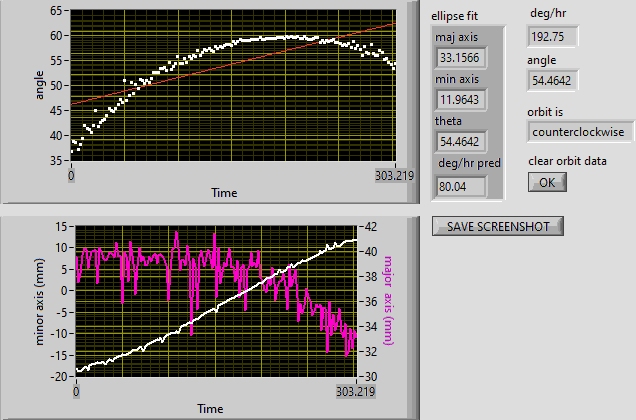 65
60
55
50
45
40
35
angle
0
303.219
Time
ellipse fit
maj axis
33.1566
min axis
11.9643
theta
54.4642
deg/hr pred
80.04
deg/hr
192.75
angle
54.4642
orbit is
counterclockwise
clear orbit data
OK
SAVE SCREENSHOT
15
10
5
0
-5
-10
-15
-20
minor axis (mm)
42
40
38
36
34
32
30
major axis (mm)
0
303.219
Time